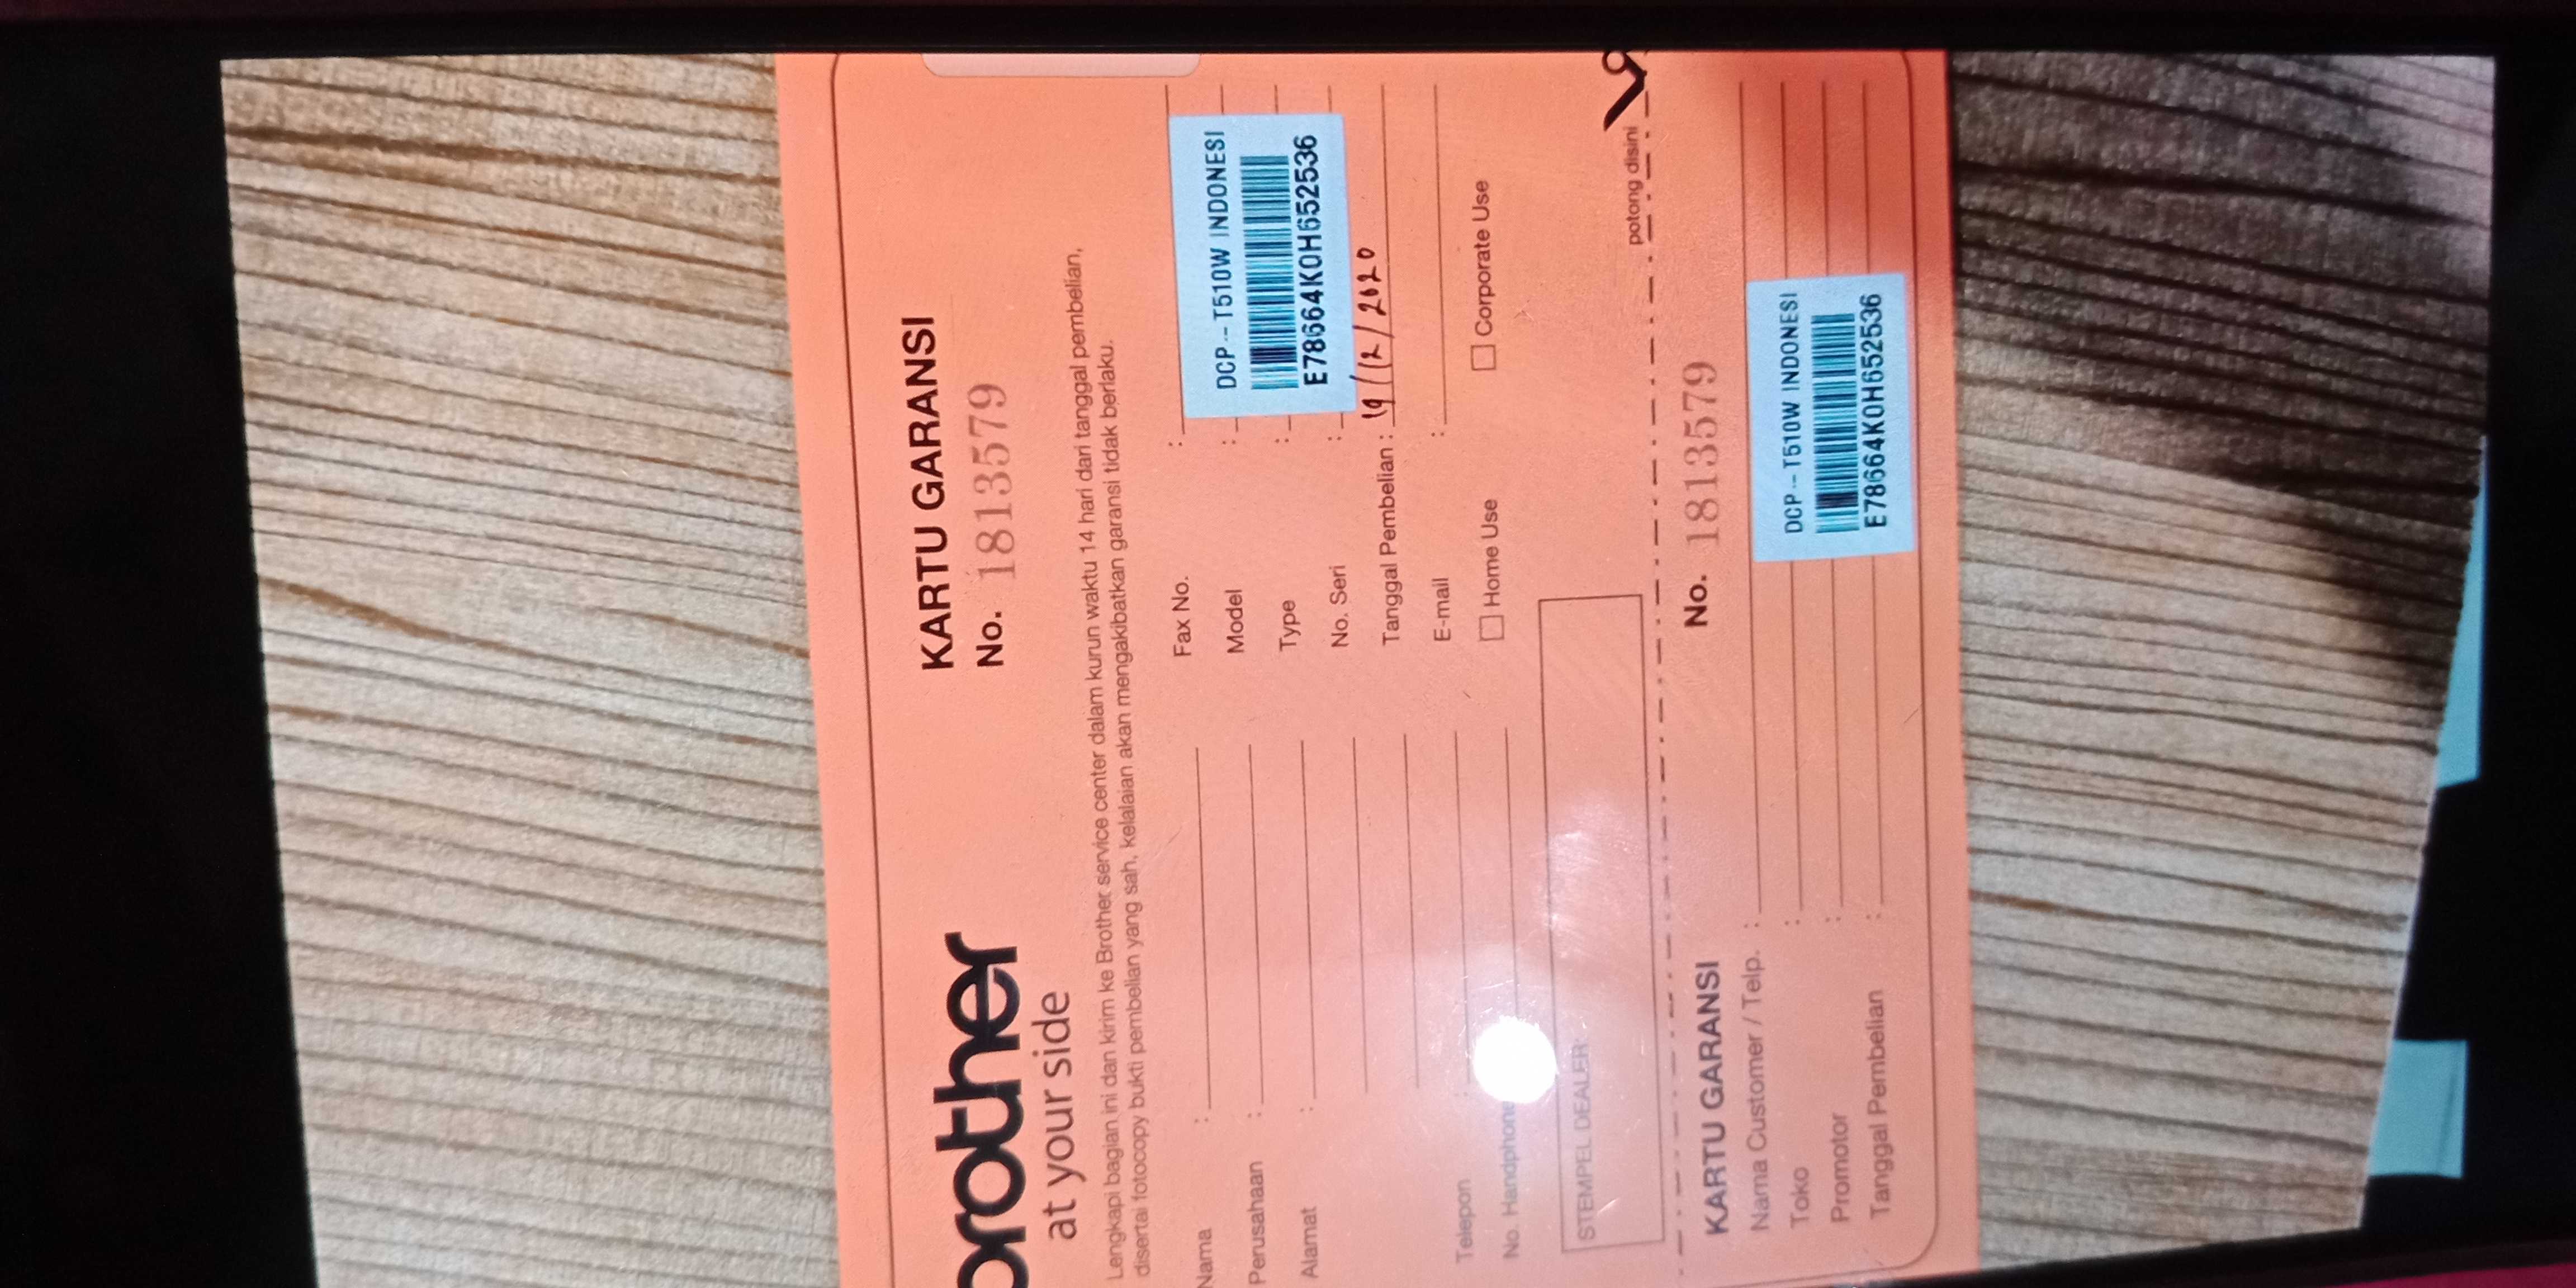 brother
at your side
KARTU GARANSI
No. 1813579
Lengkapi bagian ini dan kirim ke Brother service center dalam kurun waktu 14 hari dari tanggal pembelian,
disertai fotocopy bukti pembelian yang sah, kelalaian akan mengakibatkan garansi tidak berlaku.
Nama :
Perusahaan :
Alamat :
Telepon :
No. Handphone
Fax No. :
Model :
Type :
No. Seri :
DCP-T510W INDONESI
E78664K0H652536
Tanggal Pembelian : 19/12/2020
E-mail :
Home Use
Corporate Use
STEMPEL DEALER:
potong disini
KARTU GARANSI
No. 1813579
Nama Customer / Telp. :
Toko :
Promotor :
Tanggal Pembelian :
DCP-T510W INDONESI
E78664K0H652536